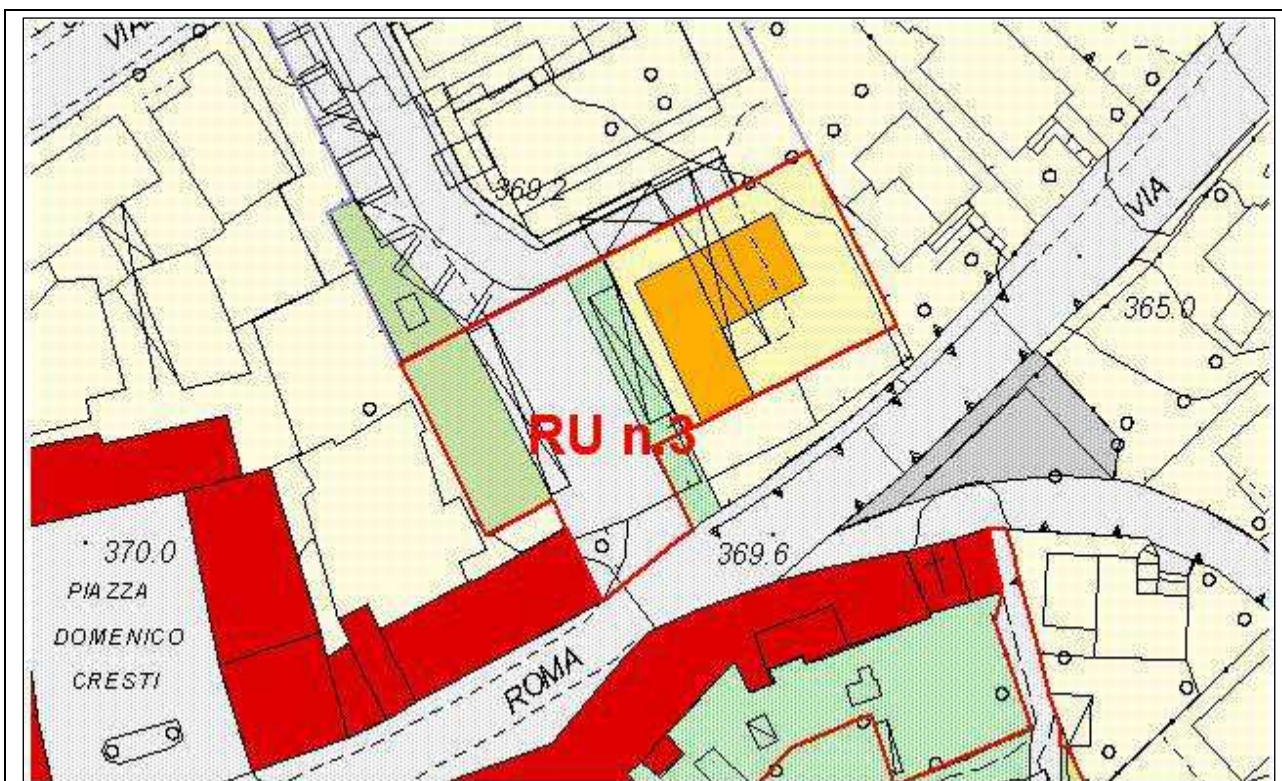 VIA
369.2
VIA
365.0
RU n.3
370.0
PIAZZA
DOMENICO
CRESTI
369.6
ROMA